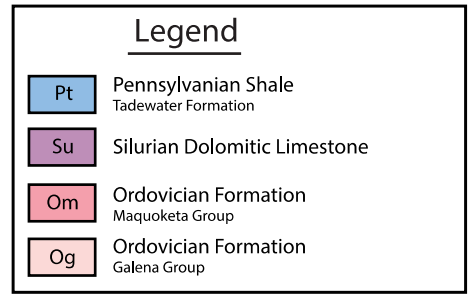 Legend
Pt Pennsylvanian Shale
Tadewater Formation
Su Silurian Dolomitic Limestone
Om Ordovician Formation
Maquoketa Group
Og Ordovician Formation
Galena Group